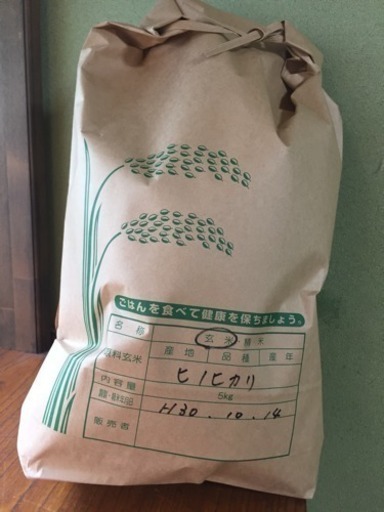 ごはんを食べて健康を保ちましょう。
名称 玄米 精米
原料玄米 産地 品種 産年
ヒノヒカリ
内容量 5kg
H30.10.14
販売者